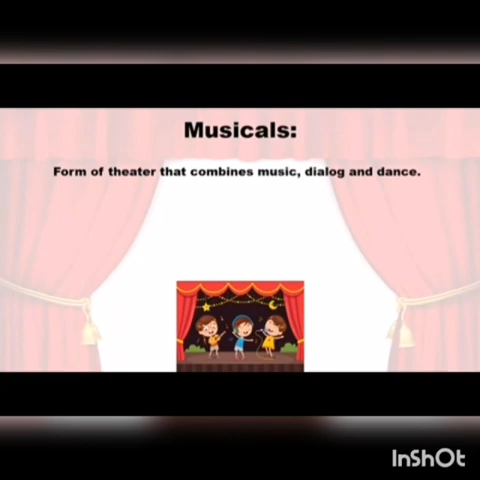 Musicals:
Form of theater that combines music, dialog and dance.
InShOt